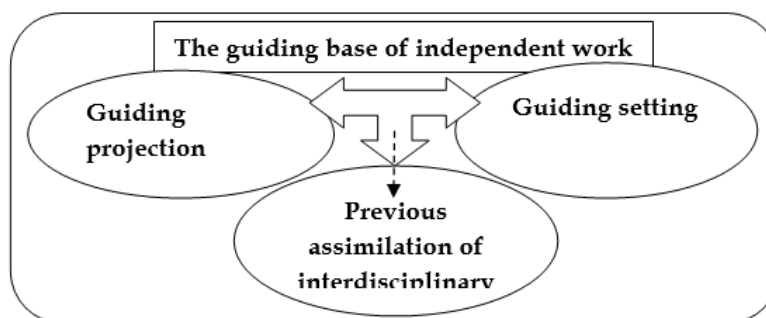 The guiding base of independent work
Guiding
projection
Guiding setting
Previous
assimilation of
interdisciplinary